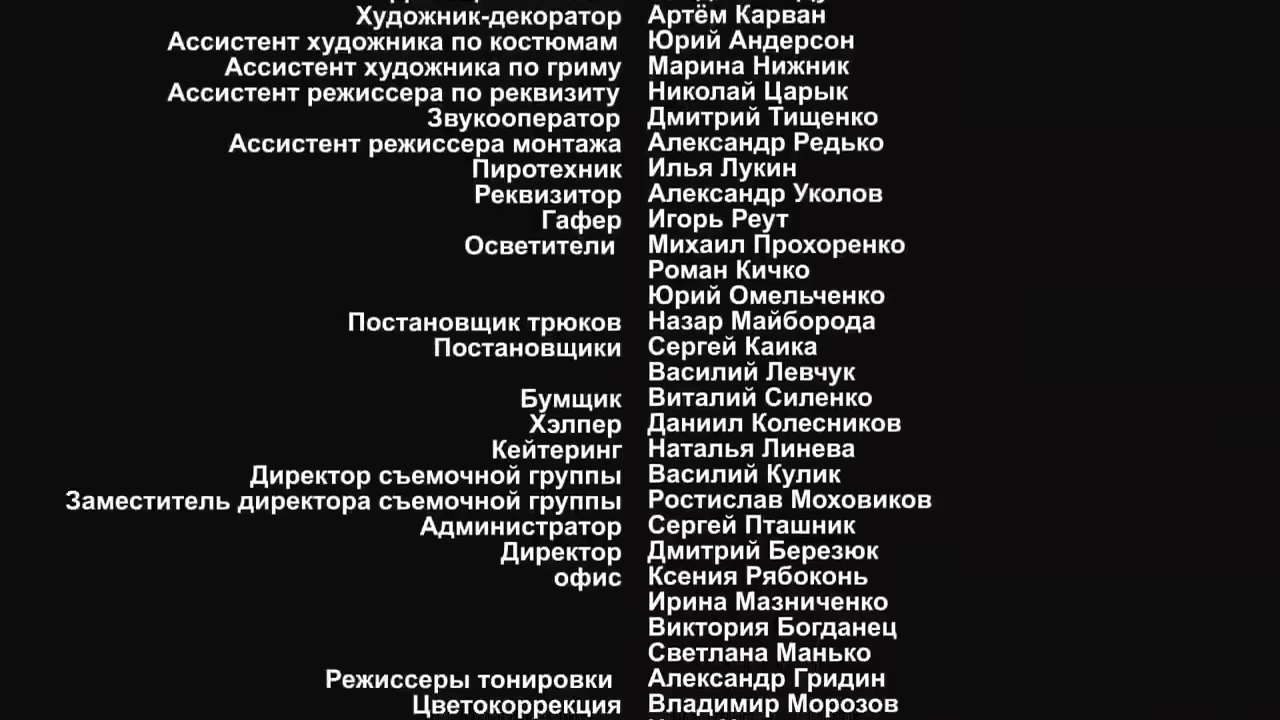 Художник-декоратор Артём Карван
Ассистент художника по костюмам Юрий Андерсон
Ассистент художника по гриму Марина Нижник
Ассистент режиссера по реквизиту Николай Царык
Звукооператор Дмитрий Тищенко
Ассистент режиссера монтажа Александр Редько
Пиротехник Илья Лукин
Реквизитор Александр Уколов
Гафер Игорь Реут
Осветители Михаил Прохоренко
Роман Кичко
Юрий Омельченко
Постановщик трюков Назар Майборода
Постановщики Сергей Каика
Василий Левчук
Бумщик Виталий Силенко
Хэлпер Даниил Колесников
Кейтеринг Наталья Линева
Директор съемочной группы Василий Кулик
Заместитель директора съемочной группы Ростислав Моховиков
Администратор Сергей Пташник
Директор Дмитрий Березюк
офис Ксения Рябоконь
Ирина Мазниченко
Виктория Богданец
Светлана Манько
Режиссеры тонировки Александр Гридин
Цветокоррекция Владимир Морозов